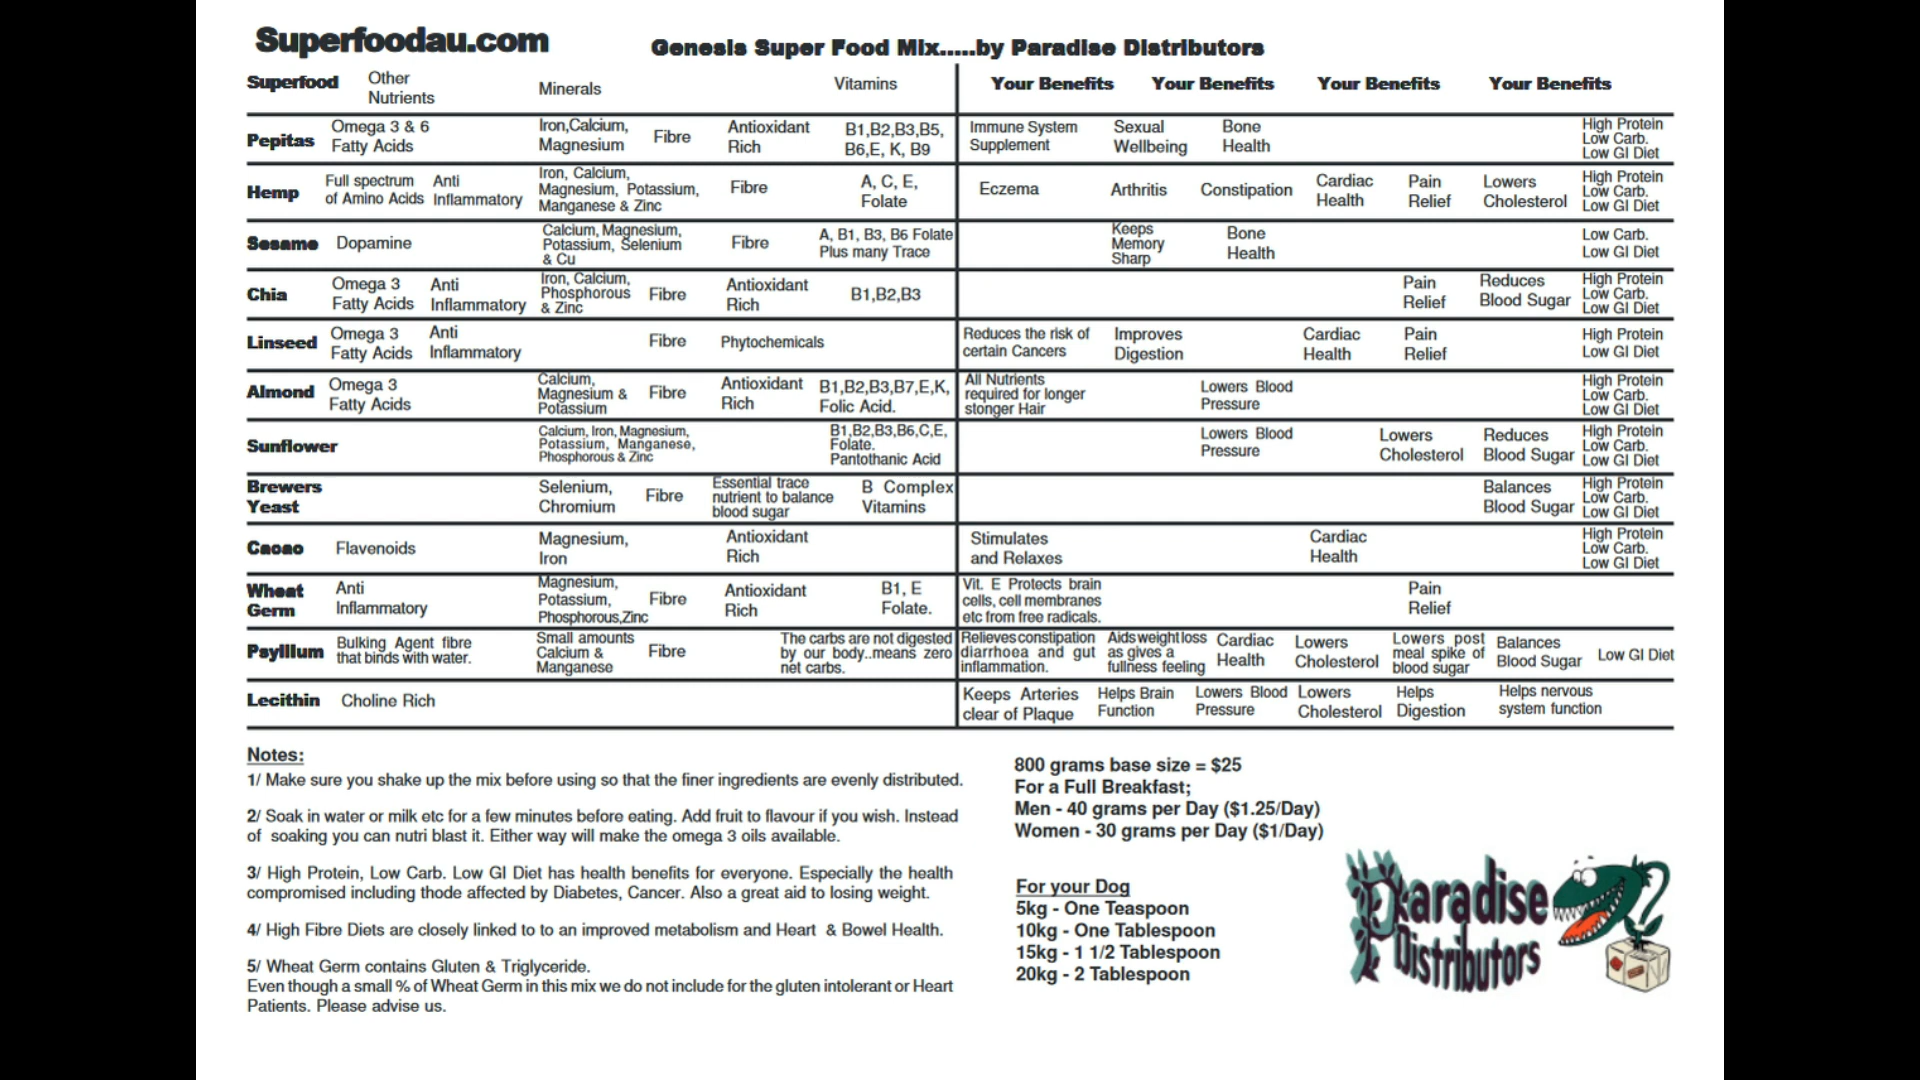 Superfoodau.com
Genesis Super Food Mix.....by Paradise Distributors
Superfood Other Nutrients Minerals Vitamins Your Benefits Your Benefits Your Benefits Your Benefits
Pepitas Omega 3 & 6 Fatty Acids Iron,Calcium, Magnesium Fibre Antioxidant Rich B1,B2,B3,B5, B6,E, K, B9 Immune System Supplement Sexual Wellbeing Bone Health High Protein Low Carb. Low GI Diet
Hemp Full spectrum of Amino Acids Anti Inflammatory Iron, Calcium, Magnesium, Potassium, Manganese & Zinc Fibre A, C, E, Folate Eczema Arthritis Constipation Cardiac Health Pain Relief Lowers Cholesterol High Protein Low Carb. Low GI Diet
Sesame Dopamine Calcium, Magnesium, Potassium, Selenium & Cu Fibre A, B1, B3, B6 Folate Plus many Trace Keeps Memory Sharp Bone Health Low Carb. Low GI Diet
Chia Omega 3 Fatty Acids Anti Inflammatory Iron, Calcium, Phosphorous & Zinc Fibre Antioxidant Rich B1,B2,B3 Pain Relief Reduces Blood Sugar High Protein Low Carb. Low GI Diet
Linseed Omega 3 Fatty Acids Anti Inflammatory Fibre Phytochemicals Reduces the risk of certain Cancers Improves Digestion Cardiac Health Pain Relief High Protein Low GI Diet
Almond Omega 3 Fatty Acids Calcium, Magnesium & Potassium Fibre Antioxidant Rich B1,B2,B3,B7,E,K, Folic Acid. All Nutrients required for longer stonger Hair Lowers Blood Pressure High Protein Low Carb. Low GI Diet
Sunflower Calcium, Iron, Magnesium, Potassium, Manganese, Phosphorous & Zinc B1,B2,B3,B6,C,E, Folate. Pantothanic Acid Lowers Blood Pressure Lowers Cholesterol Reduces Blood Sugar High Protein Low Carb. Low GI Diet
Brewers Yeast Selenium, Chromium Fibre Essential trace nutrient to balance blood sugar B Complex Vitamins Balances Blood Sugar High Protein Low Carb. Low GI Diet
Cacao Flavenoids Magnesium, Iron Antioxidant Rich Stimulates and Relaxes Cardiac Health High Protein Low Carb. Low GI Diet
Wheat Germ Anti Inflammatory Magnesium, Potassium, Phosphorous,Zinc Fibre Antioxidant Rich B1, E Folate. Vit. E Protects brain cells, cell membranes etc from free radicals. Pain Relief
Psyllium Bulking Agent fibre that binds with water. Small amounts Calcium & Manganese Fibre The carbs are not digested by our body..means zero net carbs. Relieves constipation diarrhoea and gut inflammation. Aids weight loss as gives a fullness feeling Cardiac Health Lowers Cholesterol Lowers post meal spike of blood sugar Balances Blood Sugar Low GI Diet
Lecithin Choline Rich Keeps Arteries clear of Plaque Helps Brain Function Lowers Blood Pressure Lowers Cholesterol Helps Digestion Helps nervous system function
Notes:
1/ Make sure you shake up the mix before using so that the finer ingredients are evenly distributed.
2/ Soak in water or milk etc for a few minutes before eating. Add fruit to flavour if you wish. Instead
of soaking you can nutri blast it. Either way will make the omega 3 oils available.
3/ High Protein, Low Carb. Low GI Diet has health benefits for everyone. Especially the health
compromised including thode affected by Diabetes, Cancer. Also a great aid to losing weight.
4/ High Fibre Diets are closely linked to to an improved metabolism and Heart & Bowel Health.
5/ Wheat Germ contains Gluten & Triglyceride.
Even though a small % of Wheat Germ in this mix we do not include for the gluten intolerant or Heart
Patients. Please advise us.
800 grams base size = $25
For a Full Breakfast;
Men - 40 grams per Day ($1.25/Day)
Women - 30 grams per Day ($1/Day)
For your Dog
5kg - One Teaspoon
10kg - One Tablespoon
15kg - 1 1/2 Tablespoon
20kg - 2 Tablespoon
Paradise
Distributors